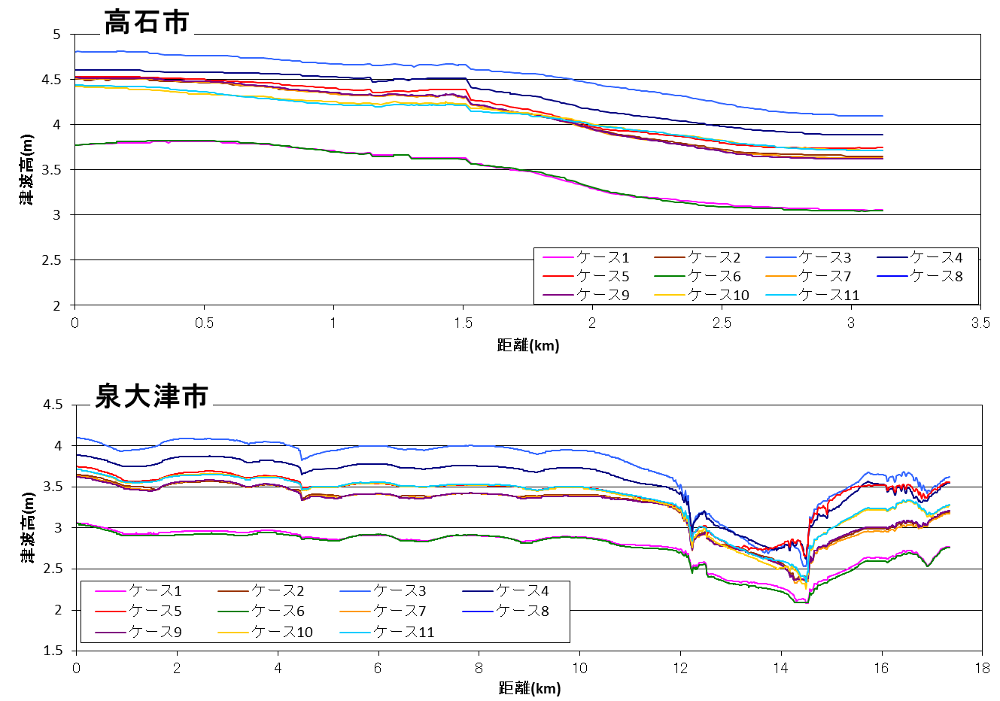 高石市
5
4.5
4
3.5
3
2.5
2
津波高(m)
ケース1 ケース2 ケース3 ケース4
ケース5 ケース6 ケース7 ケース8
ケース9 ケース10 ケース11
0 0.5 1 1.5 2 2.5 3 3.5
距離(km)
泉大津市
4.5
4
3.5
3
2.5
2
1.5
津波高(m)
ケース1 ケース2 ケース3 ケース4
ケース5 ケース6 ケース7 ケース8
ケース9 ケース10 ケース11
0 2 4 6 8 10 12 14 16 18
距離(km)